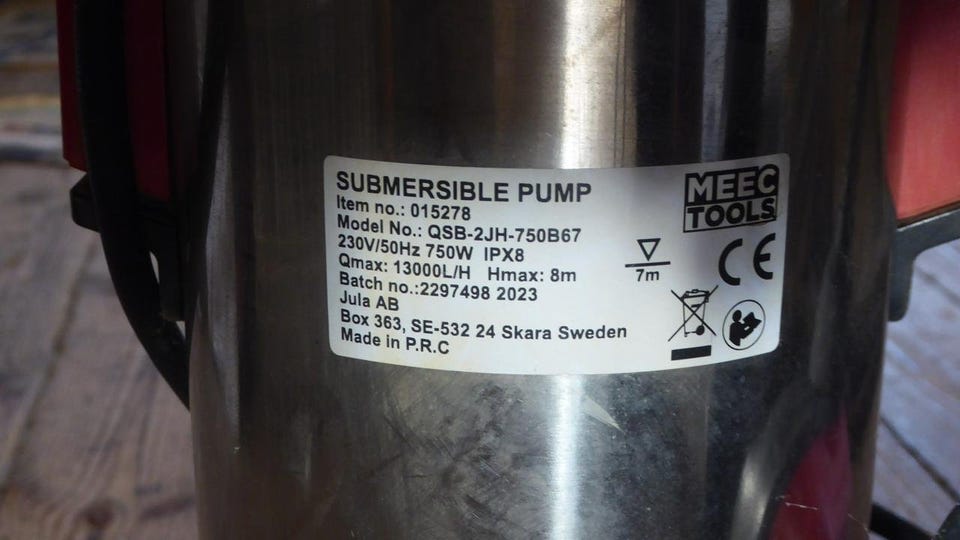 SUBMERSIBLE PUMP
Item no.: 015278
Model No.: QSB-2JH-750B67
230V/50Hz 750W IPX8
Qmax: 13000L/H Hmax: 8m
Batch no.:2297498 2023
Jula AB
Box 363, SE-532 24 Skara Sweden
Made in P.R.C
MEEC
TOOLS
7m
CE